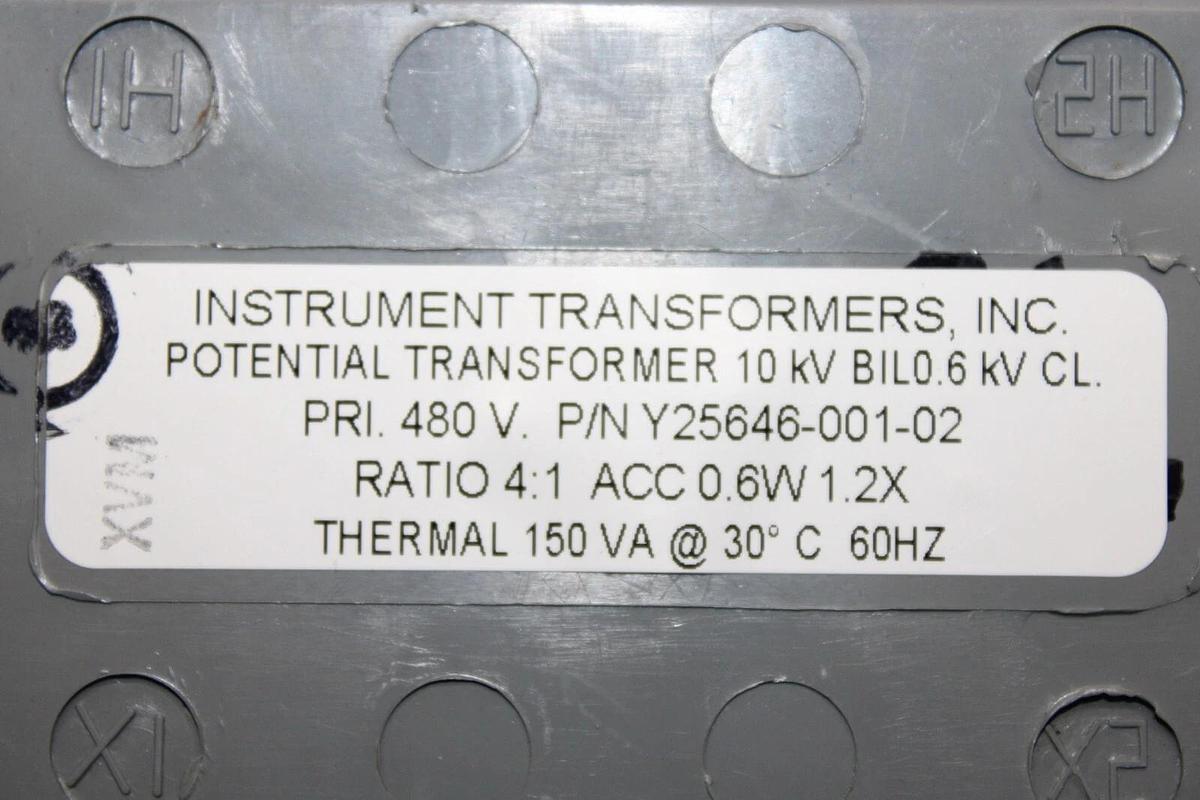 H1
H2
INSTRUMENT TRANSFORMERS, INC.
POTENTIAL TRANSFORMER 10 kV BIL0.6 kV CL.
PRI. 480 V. P/N Y25646-001-02
RATIO 4:1 ACC 0.6W 1.2X
THERMAL 150 VA @ 30° C 60HZ
X1
X2